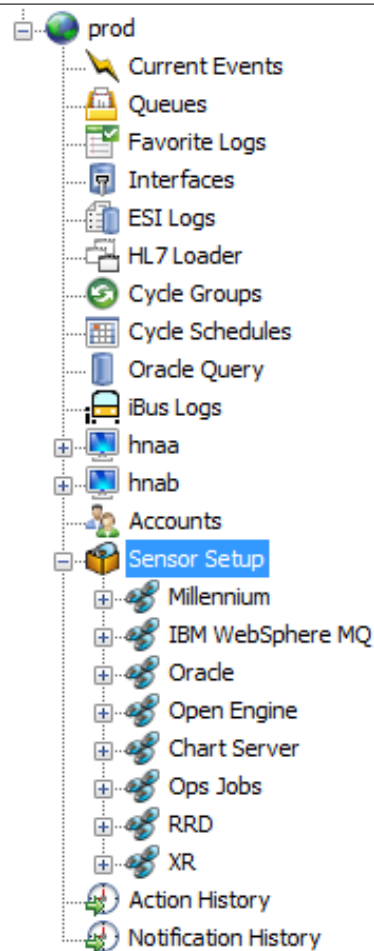 prod
Current Events
Queues
Favorite Logs
Interfaces
ESI Logs
HL7 Loader
Cycle Groups
Cycle Schedules
Oracle Query
iBus Logs
hnaa
hnab
Accounts
Sensor Setup
Millennium
IBM WebSphere MQ
Oracle
Open Engine
Chart Server
Ops Jobs
RRD
XR
Action History
Notification History